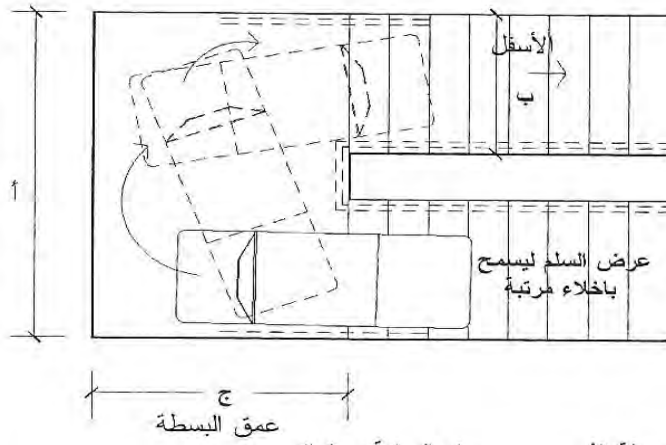 الأسفل
ب
أ
عرض السلم ليسمح
باخلاء مرتبة
ج
عمق البسطة